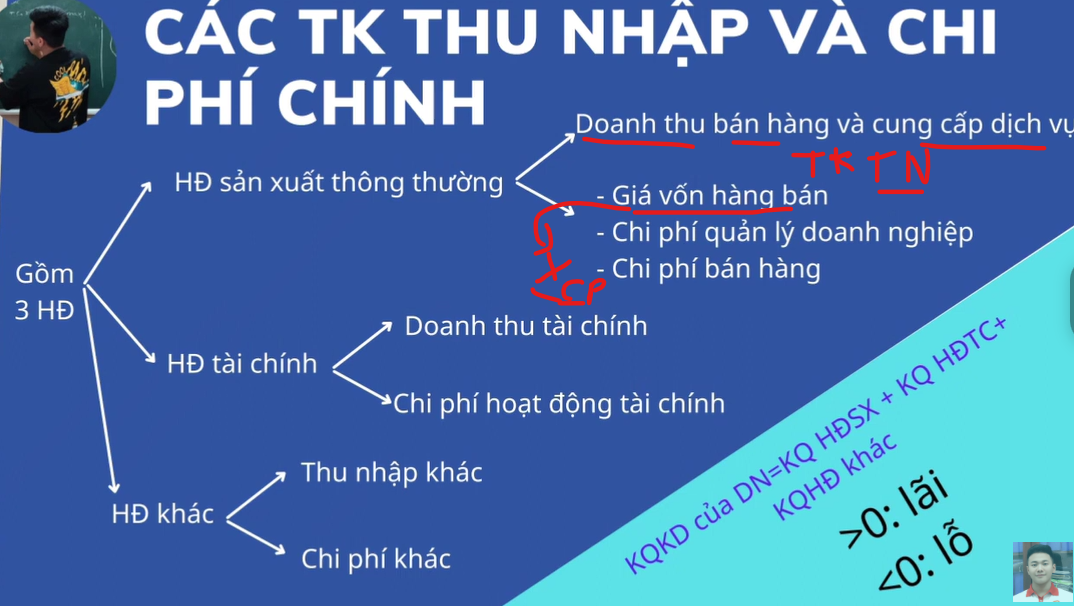 CÁC TK THU NHẬP VÀ CHI
PHÍ CHÍNH
Doanh thu bán hàng và cung cấp dịch vụ
TK TN
HĐ sản xuất thông thường
- Giá vốn hàng bán
- Chi phí quản lý doanh nghiệp
- Chi phí bán hàng
CP
Gồm
3 HĐ
Doanh thu tài chính
HĐ tài chính
Chi phí hoạt động tài chính
Thu nhập khác
HĐ khác
Chi phí khác
KQKD của DN=KQ HĐSX + KQ HĐTC+
KQHĐ khác
>0: lãi
<0: lỗ